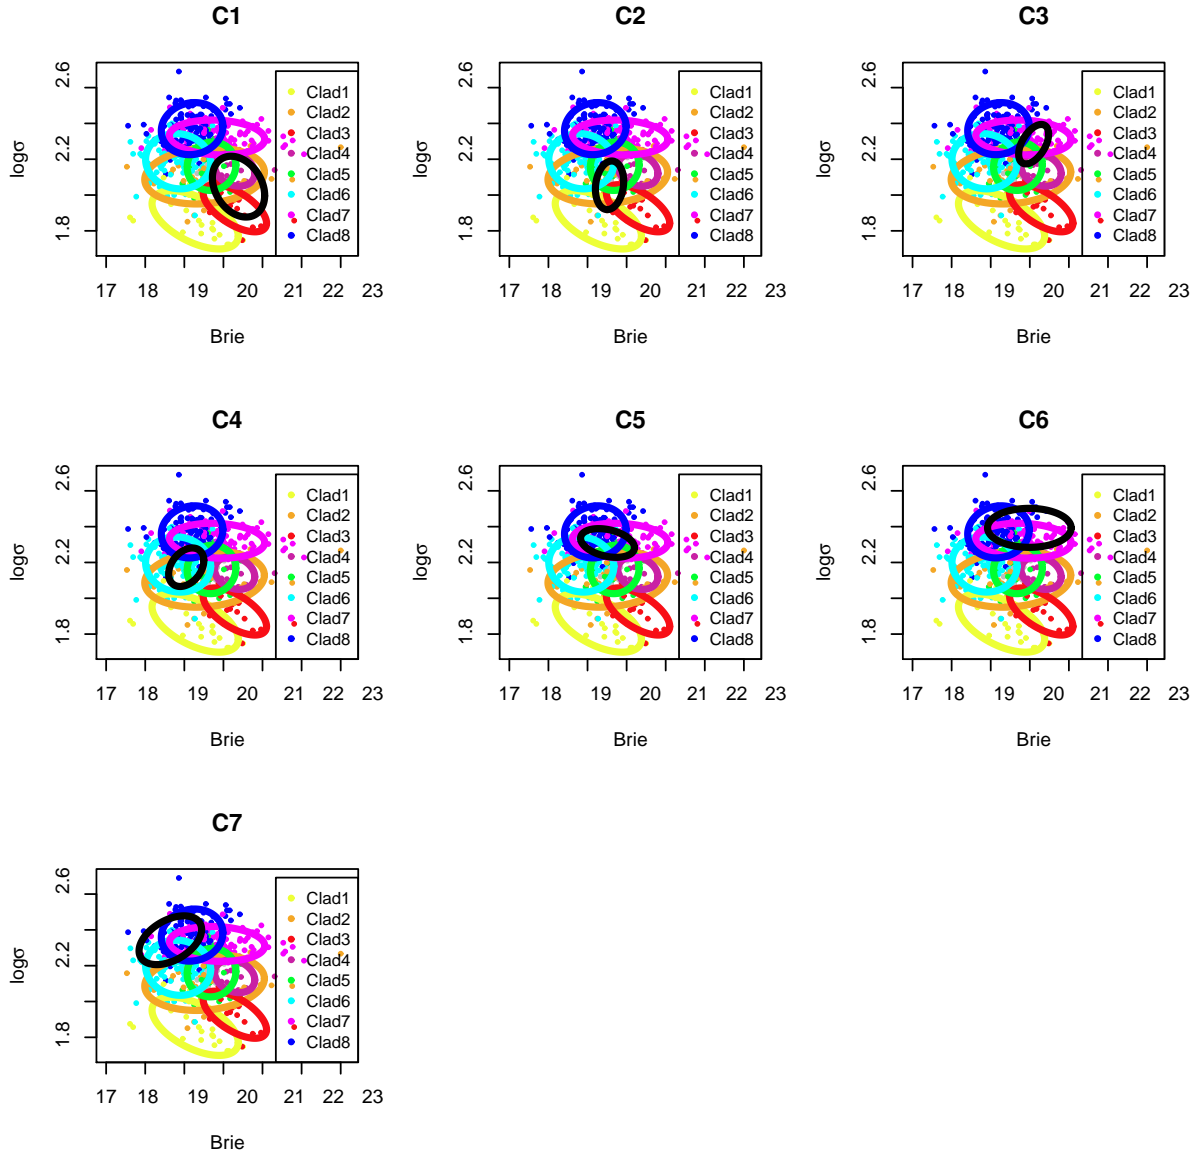 C1
2.6
2.2
1.8
logσ
Clad1
Clad2
Clad3
Clad4
Clad5
Clad6
Clad7
Clad8
17 18 19 20 21 22 23
Brie
C2
2.6
2.2
1.8
logσ
Clad1
Clad2
Clad3
Clad4
Clad5
Clad6
Clad7
Clad8
17 18 19 20 21 22 23
Brie
C3
2.6
2.2
1.8
logσ
Clad1
Clad2
Clad3
Clad4
Clad5
Clad6
Clad7
Clad8
17 18 19 20 21 22 23
Brie
C4
2.6
2.2
1.8
logσ
Clad1
Clad2
Clad3
Clad4
Clad5
Clad6
Clad7
Clad8
17 18 19 20 21 22 23
Brie
C5
2.6
2.2
1.8
logσ
Clad1
Clad2
Clad3
Clad4
Clad5
Clad6
Clad7
Clad8
17 18 19 20 21 22 23
Brie
C6
2.6
2.2
1.8
logσ
Clad1
Clad2
Clad3
Clad4
Clad5
Clad6
Clad7
Clad8
17 18 19 20 21 22 23
Brie
C7
2.6
2.2
1.8
logσ
Clad1
Clad2
Clad3
Clad4
Clad5
Clad6
Clad7
Clad8
17 18 19 20 21 22 23
Brie